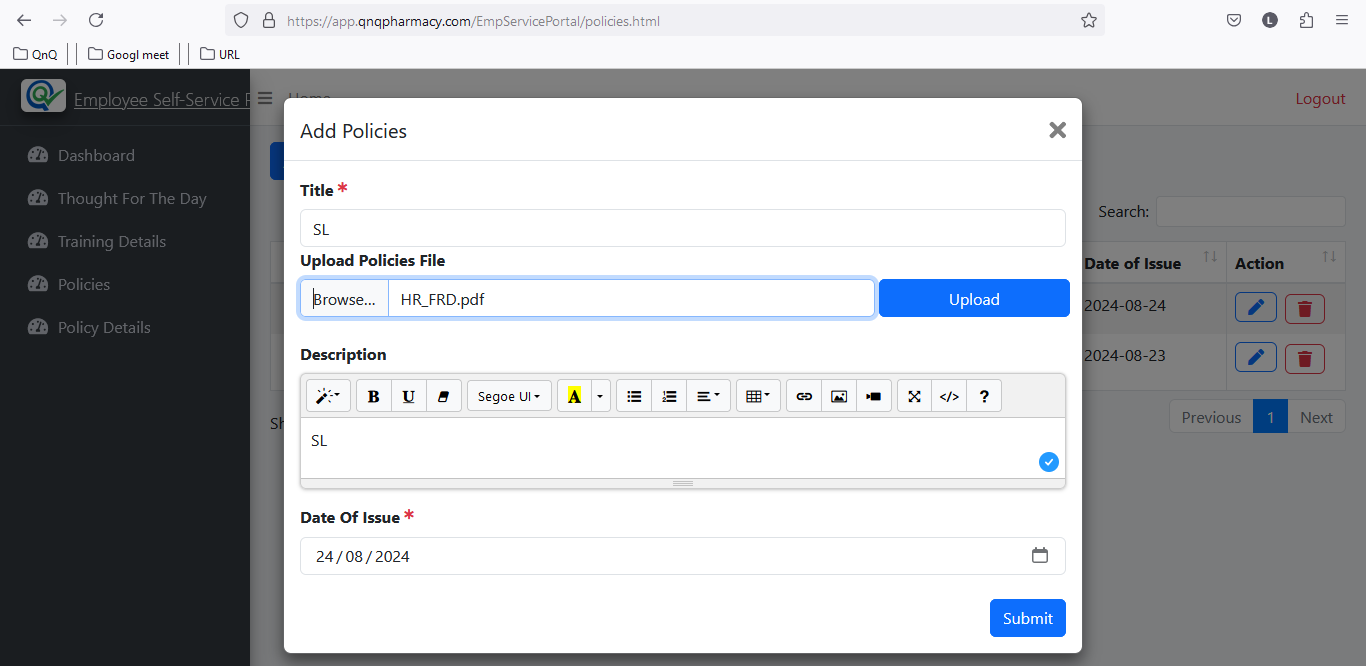 https://app.qnqpharmacy.com/EmpServicePortal/policies.html
L
QnQ
Googl meet
URL
Employee Self-Service P
Home
Logout
Dashboard
Thought For The Day
Training Details
Policies
Policy Details
Add Policies
Title *
SL
Upload Policies File
Browse...
HR_FRD.pdf
Upload
Description
B U A
Segoe UI
</> ?
SL
Date Of Issue *
24/08/2024
Submit
Search:
Date of Issue
Action
2024-08-24
2024-08-23
Sh
Previous 1 Next